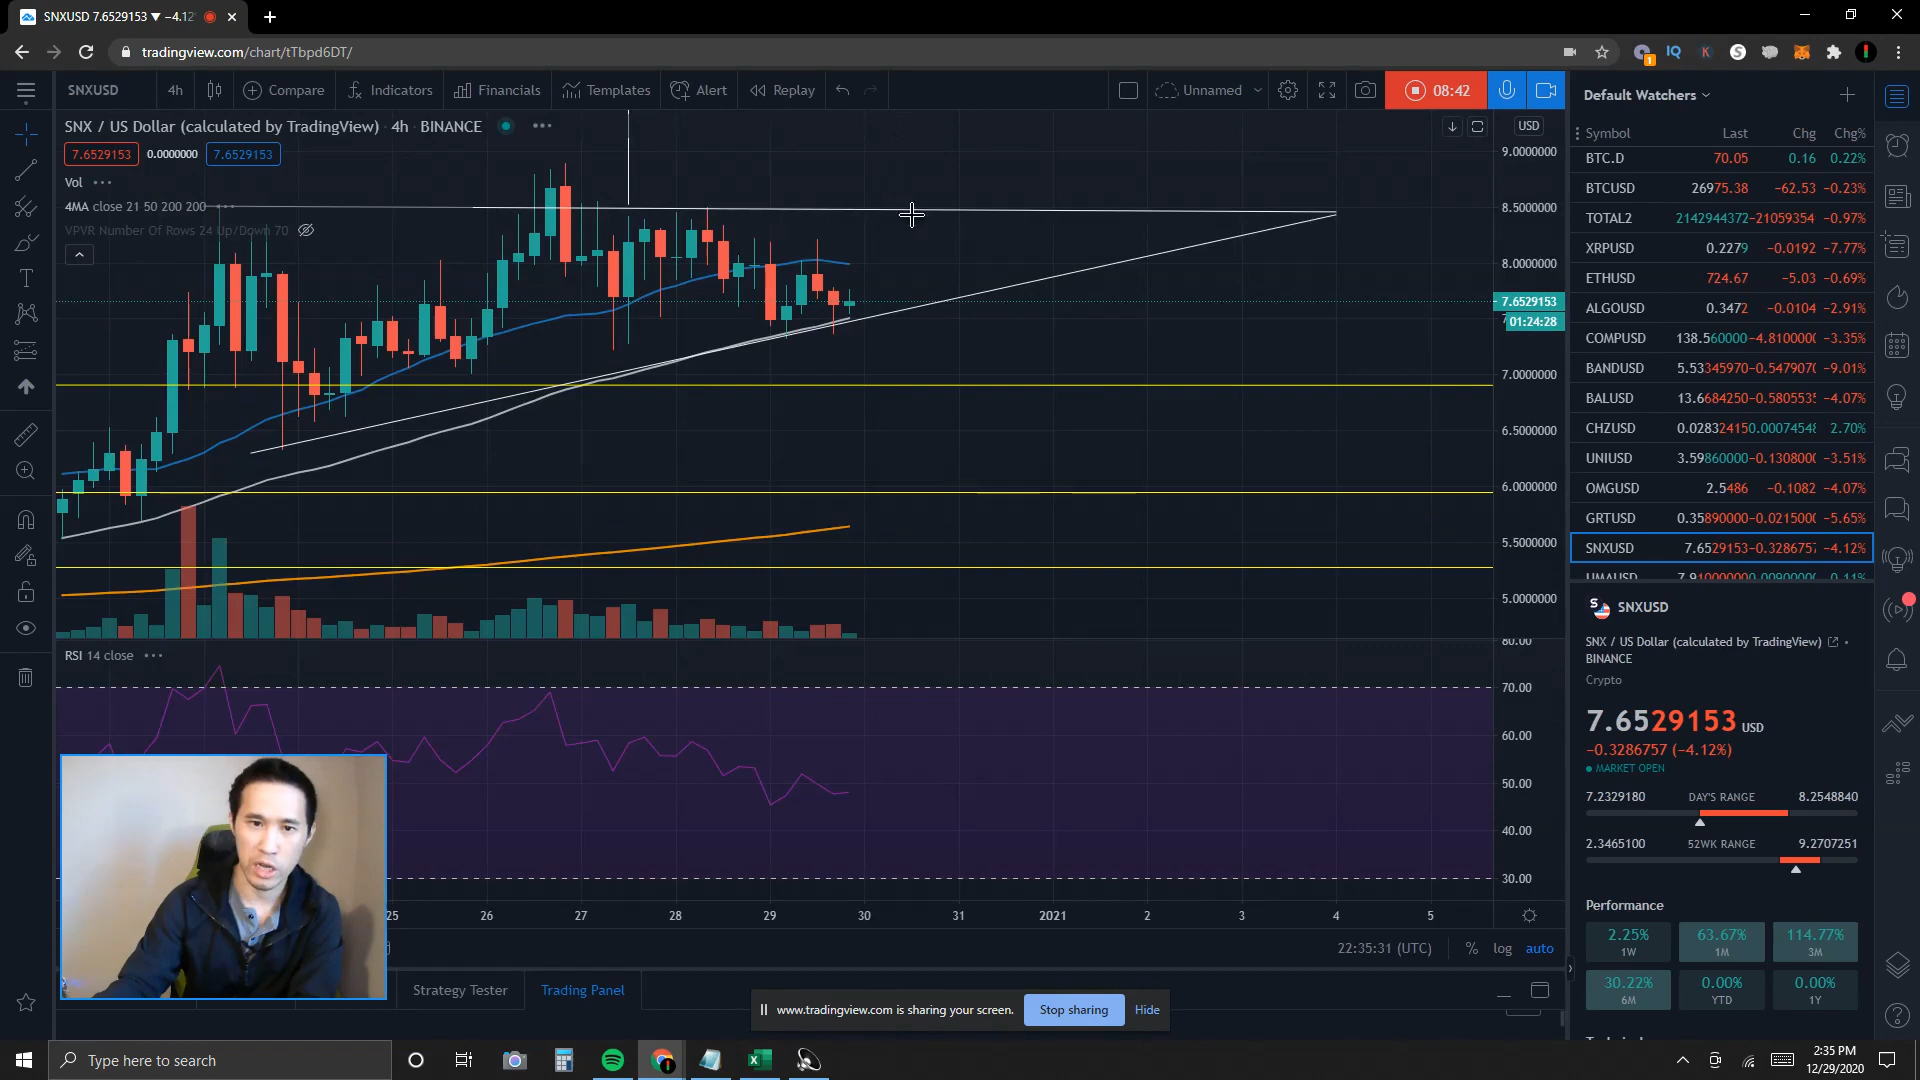 SNXUSD 7.6529153 ▼ −4.12
tradingview.com/chart/tTbpd6DT/
SNXUSD 4h Compare Indicators Financials Templates Alert Replay Unnamed 08:42
SNX / US Dollar (calculated by TradingView) · 4h · BINANCE
7.6529153 0.0000000 7.6529153
Vol
4MA close 21 50 200 200
VPVR Number Of Rows 24 Up/Down 70
USD
9.0000000
8.5000000
8.0000000
7.6529153
01:24:28
7.0000000
6.5000000
6.0000000
5.5000000
5.0000000
RSI 14 close
80.00
70.00
60.00
50.00
40.00
30.00
25 26 27 28 29 30 31 2021 2 3 4 5
22:35:31 (UTC) % log auto
Strategy Tester Trading Panel
www.tradingview.com is sharing your screen. Stop sharing Hide
Default Watchers
Symbol Last Chg Chg%
BTC.D 70.05 0.16 0.22%
BTCUSD 26975.38 −62.53 −0.23%
TOTAL2 2142944372 −21059354 −0.97%
XRPUSD 0.2279 −0.0192 −7.77%
ETHUSD 724.67 −5.03 −0.69%
ALGOUSD 0.3472 −0.0104 −2.91%
COMPUSD 138.560000 −4.810000 −3.35%
BANDUSD 5.53345970 −0.547907 −9.01%
BALUSD 13.6684250 −0.580553 −4.07%
CHZUSD 0.02832415 0.0007454 2.70%
UNIUSD 3.59860000 −0.130800 −3.51%
OMGUSD 2.5486 −0.1082 −4.07%
GRTUSD 0.35890000 −0.021500 −5.65%
SNXUSD 7.6529153 −0.328675 −4.12%
SNXUSD
SNX / US Dollar (calculated by TradingView)
BINANCE
Crypto
7.6529153 USD
−0.3286757 (−4.12%)
MARKET OPEN
7.2329180 DAY'S RANGE 8.2548840
2.3465100 52WK RANGE 9.2707251
Performance
2.25% 63.67% 114.77%
1W 1M 3M
30.22% 0.00% 0.00%
6M YTD 1Y
Type here to search
2:35 PM
12/29/2020